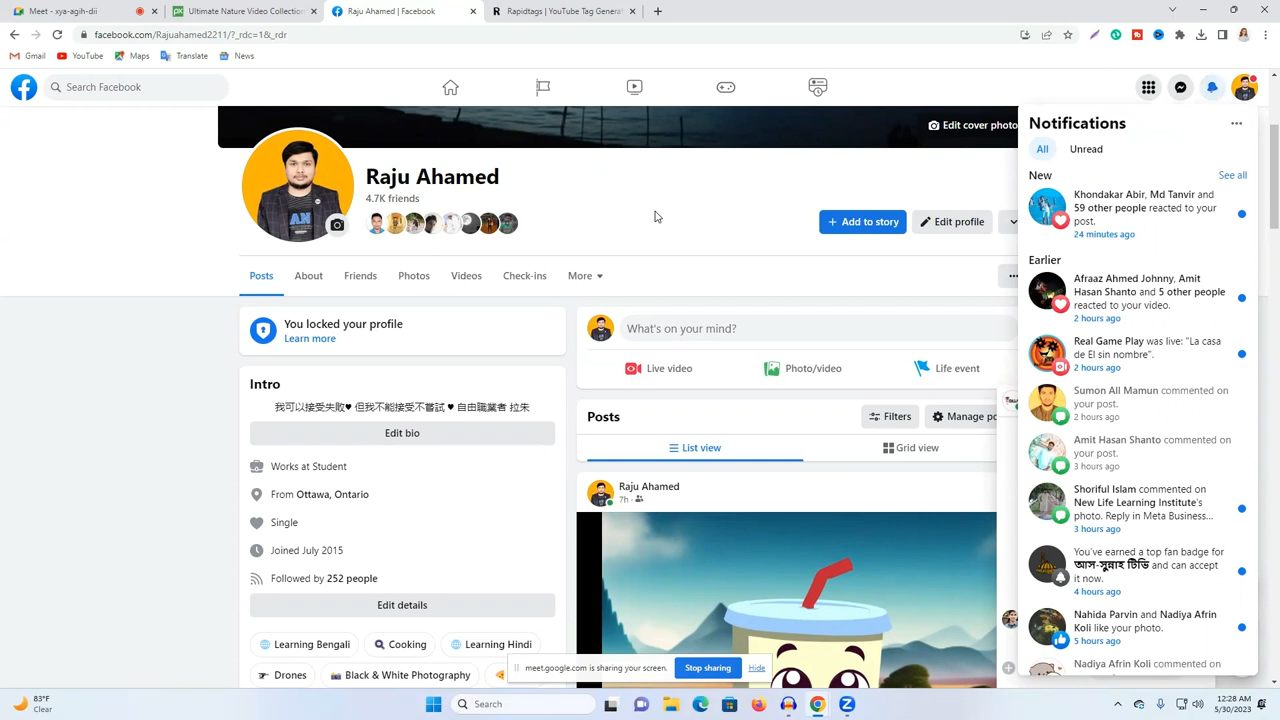 Meet - xya-agih-dii
Ultimate Nature Video Collection
Raju Ahamed | Facebook
Rapidtags | YouTube Tag Genera
facebook.com/Rajuahamed2211/?_rdc=1&_rdr
Gmail
YouTube
Maps
Translate
News
Search Facebook
Edit cover photo
Raju Ahamed
4.7K friends
Add to story
Edit profile
Posts
About
Friends
Photos
Videos
Check-ins
More
You locked your profile
Learn more
Intro
我可以接受失敗♥ 但我不能接受不嘗試 ♥ 自由職業者 拉朱
Edit bio
Works at Student
From Ottawa, Ontario
Single
Joined July 2015
Followed by 252 people
Edit details
Learning Bengali
Cooking
Learning Hindi
Drones
Black & White Photography
What's on your mind?
Live video
Photo/video
Life event
Posts
Filters
Manage po
List view
Grid view
Raju Ahamed
7h
Notifications
All
Unread
New
See all
Khondakar Abir, Md Tanvir and
59 other people reacted to your
post.
24 minutes ago
Earlier
Afraaz Ahmed Johnny, Amit
Hasan Shanto and 5 other people
reacted to your video.
2 hours ago
Real Game Play was live: "La casa
de El sin nombre".
2 hours ago
Sumon All Mamun commented on
your post.
2 hours ago
Amit Hasan Shanto commented on
your post.
3 hours ago
Shoriful Islam commented on
New Life Learning Institute's
photo. Reply in Meta Business...
3 hours ago
You've earned a top fan badge for
আস-সুন্নাহ টিভি and can accept
it now.
4 hours ago
Nahida Parvin and Nadiya Afrin
Koli like your photo.
5 hours ago
Nadiya Afrin Koli commented on
meet.google.com is sharing your screen.
Stop sharing
Hide
83°F
Clear
Search
12:28 AM
5/30/2023